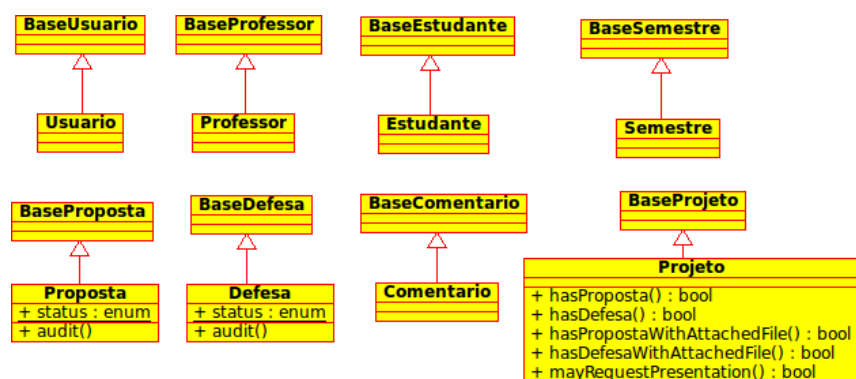 BaseUsuario
BaseProfessor
BaseEstudante
BaseSemestre
Usuario
Professor
Estudante
Semestre
BaseProposta
BaseDefesa
BaseComentario
BaseProjeto
Proposta
+ status : enum
+ audit()
Defesa
+ status : enum
+ audit()
Comentario
Projeto
+ hasProposta() : bool
+ hasDefesa() : bool
+ hasPropostaWithAttachedFile() : bool
+ hasDefesaWithAttachedFile() : bool
+ mayRequestPresentation() : bool